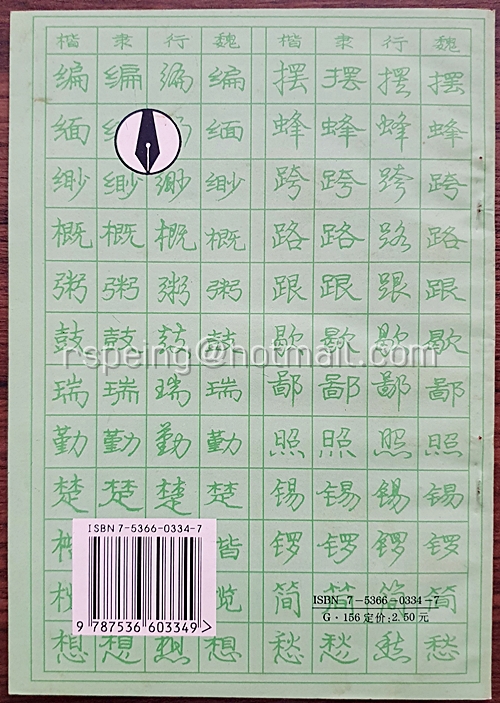 楷 隶 行 魏 楷 隶 行 魏
编 编 编 编 摆 摆 摆 摆
缅 缅 蜂 蜂 蜂 蜂
缈 缈 缈 缈 跨 跨 跨 跨
概 概 概 概 路 路 路 路
粥 粥 粥 粥 跟 跟 跟 跟
鼓 鼓 鼓 鼓 歇 歇 歇 歇
rspeing@hotmail.com
瑞 瑞 瑞 瑞 鄙 鄙 鄙 鄙
勤 勤 勤 勤 照 照 照 照
楚 楚 楚 楚 锡 锡 锡 锡
楷 锣 锣 锣 锣
ISBN 7-5366-0334-7
榄 简 简 简 简
9 787536 603349
ISBN 7-5366-0334-7
G·156 定价:2.50 元
想 想 想 想 愁 愁 愁 愁